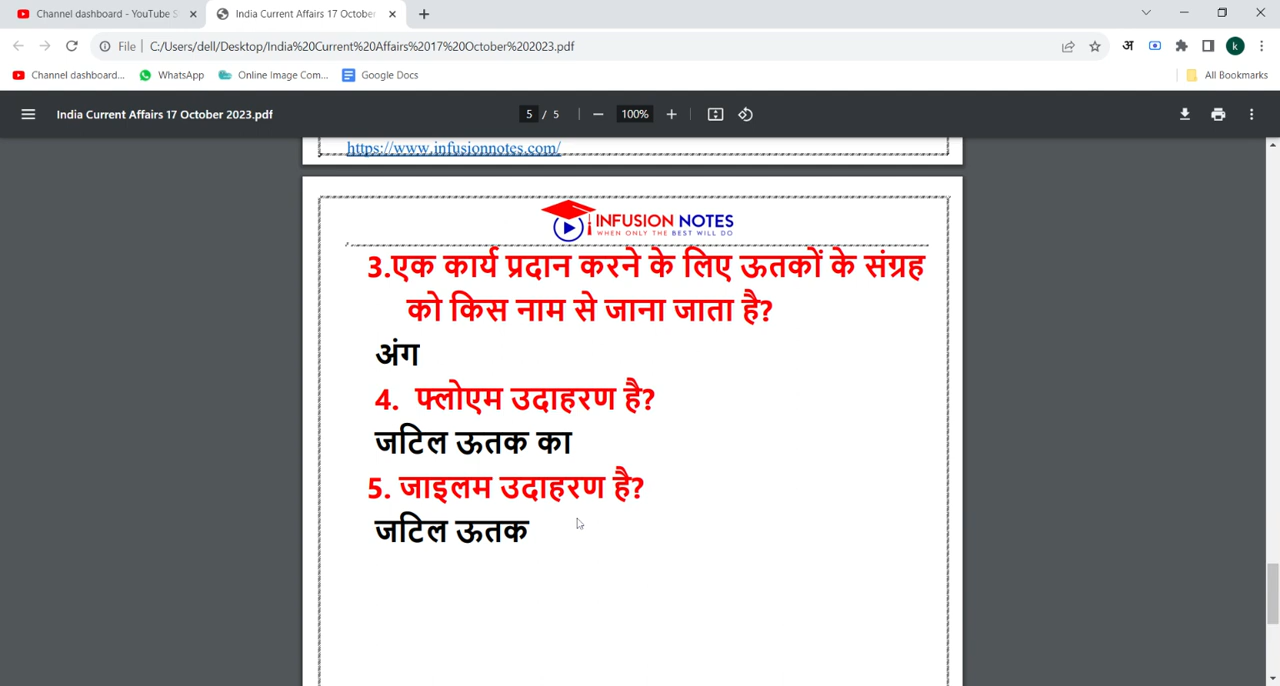 Channel dashboard - YouTube S
India Current Affairs 17 October
File
C:/Users/dell/Desktop/India%20Current%20Affairs%2017%20October%202023.pdf
अ
k
Channel dashboard...
WhatsApp
Online Image Com...
Google Docs
All Bookmarks
India Current Affairs 17 October 2023.pdf
5 / 5
100%
https://www.infusionnotes.com/
INFUSION NOTES
WHEN ONLY THE BEST WILL DO
3.एक कार्य प्रदान करने के लिए ऊतकों के संग्रह
को किस नाम से जाना जाता है?
अंग
4. फ्लोएम उदाहरण है?
जटिल ऊतक का
5. जाइलम उदाहरण है?
जटिल ऊतक